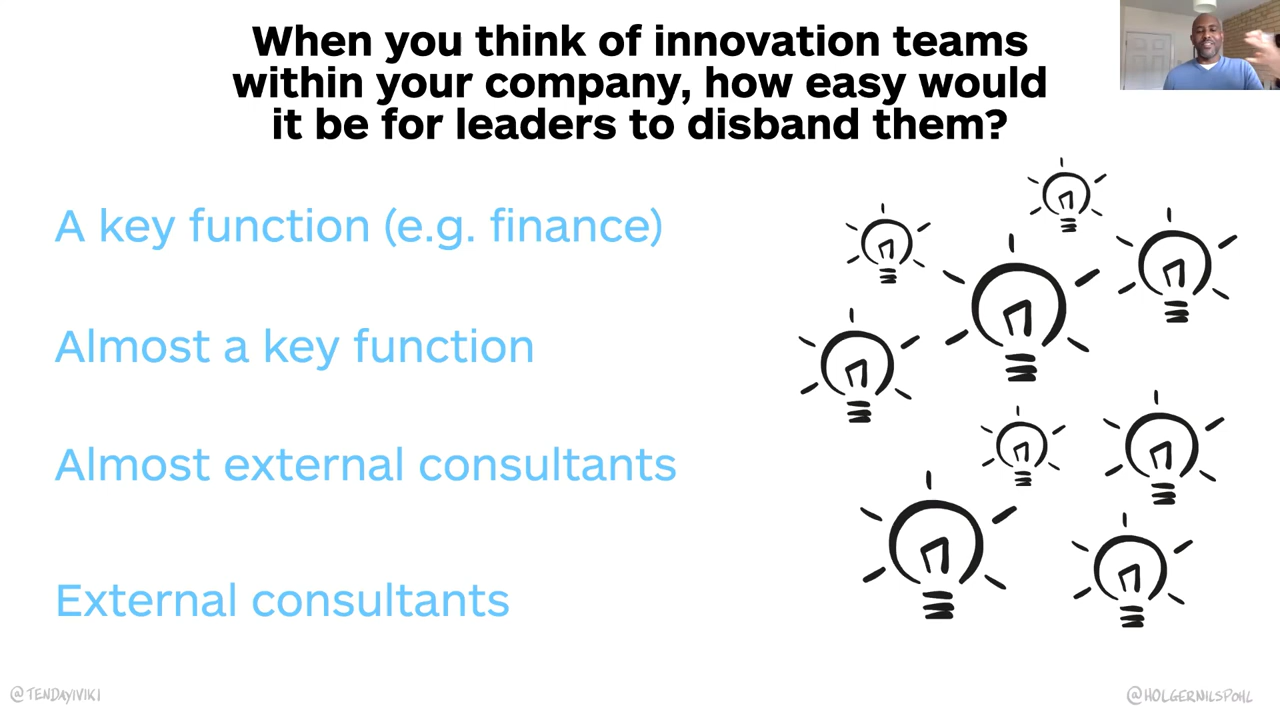 When you think of innovation teams
within your company, how easy would
it be for leaders to disband them?
A key function (e.g. finance)
Almost a key function
Almost external consultants
External consultants
@TENDAYIVIKI
@HOLGERNILSPOHL